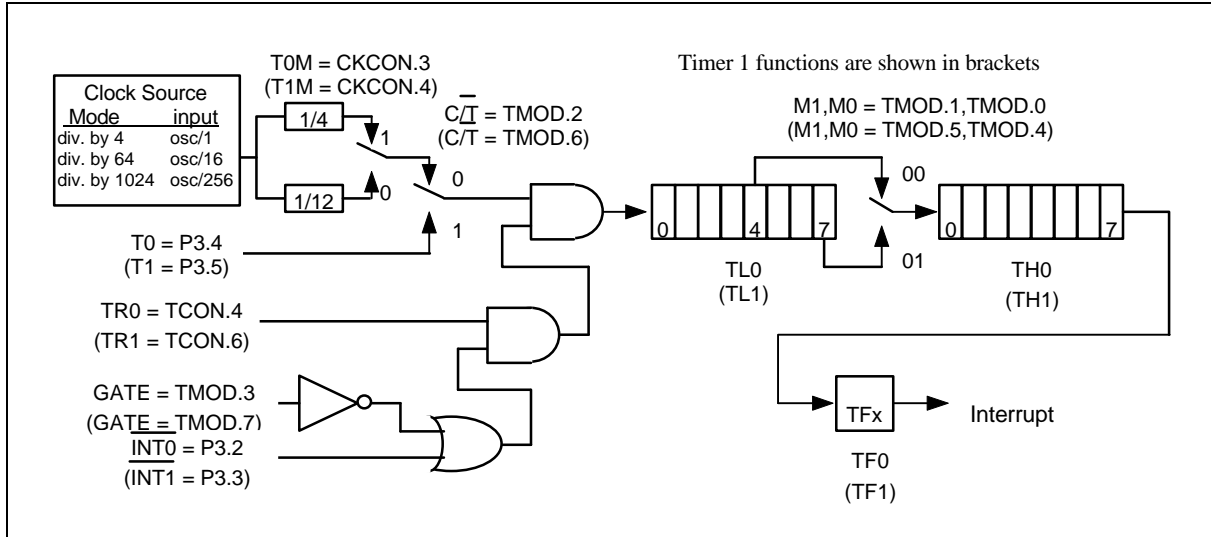 T0M = CKCON.3
(T1M = CKCON.4)
Timer 1 functions are shown in brackets
Clock Source
Mode input
div. by 4 osc/1
div. by 64 osc/16
div. by 1024 osc/256
1/4
1/12
1
0
C/T = TMOD.2
(C/T = TMOD.6)
0
1
M1,M0 = TMOD.1,TMOD.0
(M1,M0 = TMOD.5,TMOD.4)
00
01
0 4 7
TL0
(TL1)
0 7
TH0
(TH1)
T0 = P3.4
(T1 = P3.5)
TR0 = TCON.4
(TR1 = TCON.6)
GATE = TMOD.3
(GATE = TMOD.7)
INT0 = P3.2
(INT1 = P3.3)
TFx
Interrupt
TF0
(TF1)